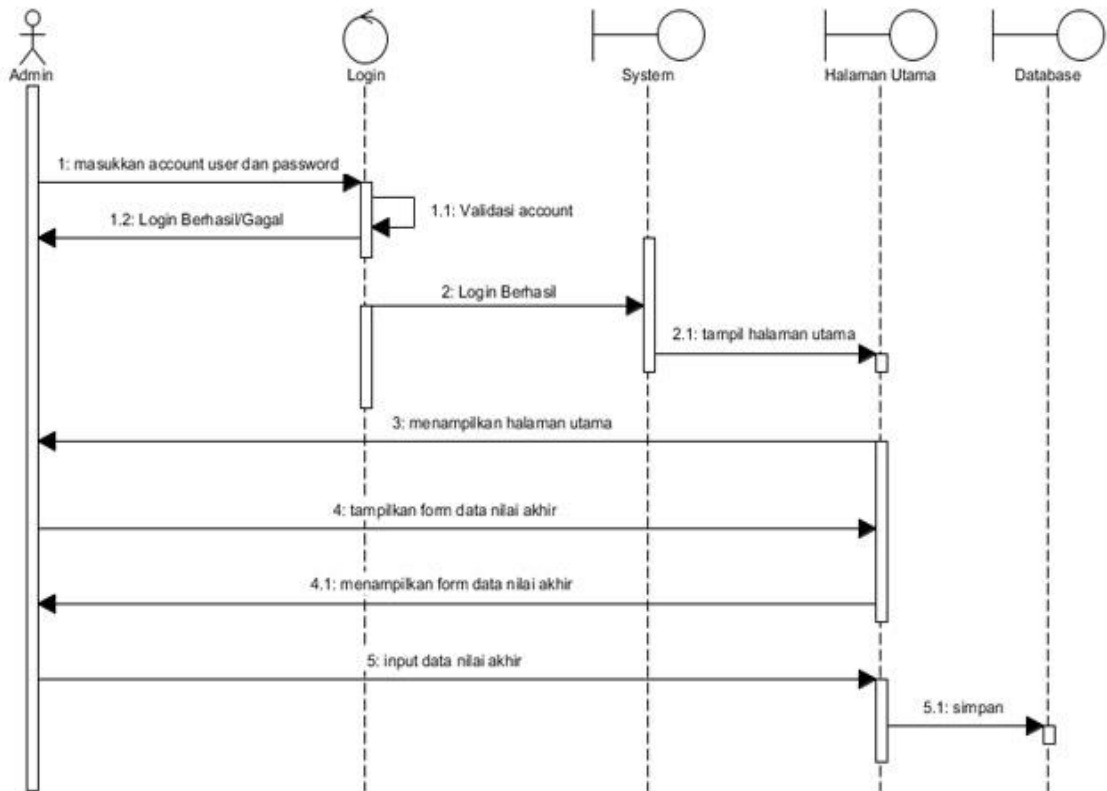 Admin
Login
System
Halaman Utama
Database
1: masukkan account user dan password
1.1: Validasi account
1.2: Login Berhasil/Gagal
2: Login Berhasil
2.1: tampil halaman utama
3: menampilkan halaman utama
4: tampilkan form data nilai akhir
4.1: menampilkan form data nilai akhir
5: input data nilai akhir
5.1: simpan